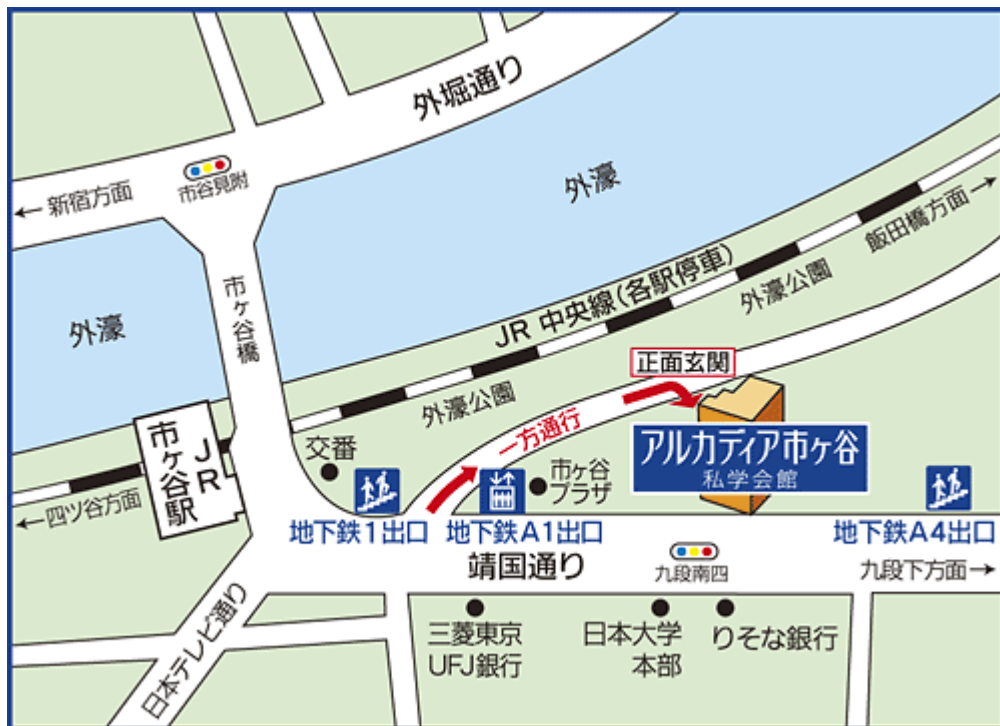 外堀通り
市谷見附
← 新宿方面
外濠
飯田橋方面 →
市ケ谷橋
外濠
JR 中央線(各駅停車)
外濠公園
正面玄関
外濠公園
一方通行
JR
市ケ谷駅
交番
市ケ谷
プラザ
アルカディア市ケ谷
私学会館
← 四ツ谷方面
地下鉄1出口
地下鉄A1出口
地下鉄A4出口
靖国通り
九段南四
九段下方面 →
日本テレビ通り
三菱東京
UFJ銀行
日本大学
本部
りそな銀行